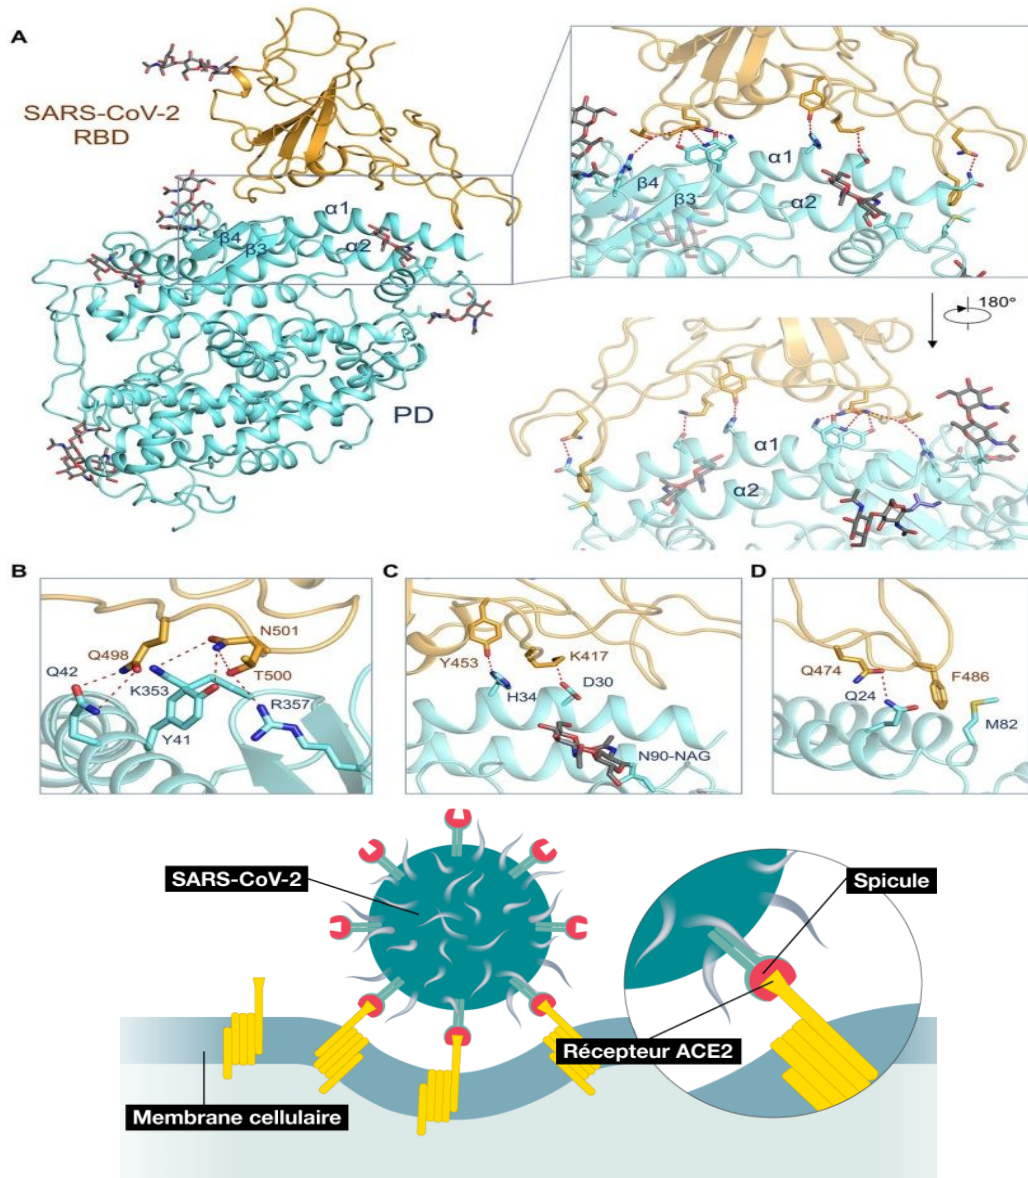 A
SARS-CoV-2
RBD
α1
β4
β3
α2
PD
α1
β4
β3
α2
180°
α1
α2
B
N501
Q498
Q42
T500
K353
R357
Y41
C
Y453
K417
D30
H34
N90-NAG
D
Q474
F486
Q24
M82
SARS-CoV-2
Spicule
Récepteur ACE2
Membrane cellulaire